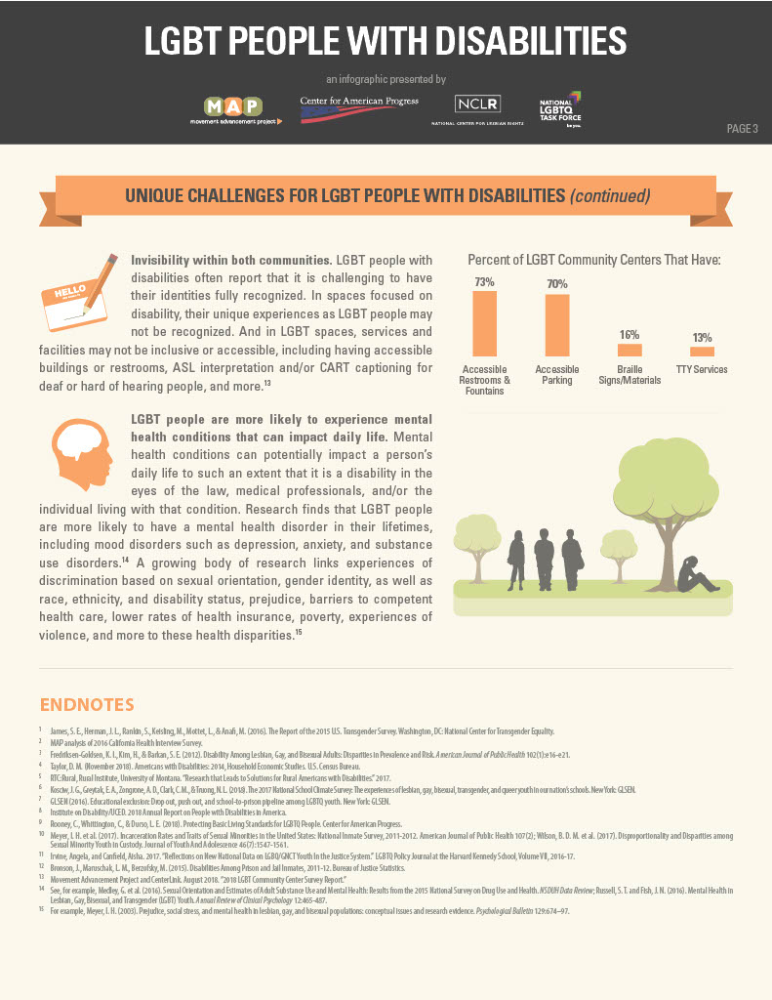 LGBT PEOPLE WITH DISABILITIES
an infographic presented by
MAP
movement advancement project
Center for American Progress
NCLR
NATIONAL CENTER FOR LESBIAN RIGHTS
NATIONAL
LGBTQ
TASK FORCE
be you.
PAGE 3
UNIQUE CHALLENGES FOR LGBT PEOPLE WITH DISABILITIES (continued)
HELLO
Invisibility within both communities. LGBT people with
disabilities often report that it is challenging to have
their identities fully recognized. In spaces focused on
disability, their unique experiences as LGBT people may
not be recognized. And in LGBT spaces, services and
facilities may not be inclusive or accessible, including having accessible
buildings or restrooms, ASL interpretation and/or CART captioning for
deaf or hard of hearing people, and more.13
LGBT people are more likely to experience mental
health conditions that can impact daily life. Mental
health conditions can potentially impact a person's
daily life to such an extent that it is a disability in the
eyes of the law, medical professionals, and/or the
individual living with that condition. Research finds that LGBT people
are more likely to have a mental health disorder in their lifetimes,
including mood disorders such as depression, anxiety, and substance
use disorders.14 A growing body of research links experiences of
discrimination based on sexual orientation, gender identity, as well as
race, ethnicity, and disability status, prejudice, barriers to competent
health care, lower rates of health insurance, poverty, experiences of
violence, and more to these health disparities.15
Percent of LGBT Community Centers That Have:
73%
70%
16%
13%
Accessible
Restrooms &
Fountains
Accessible
Parking
Braille
Signs/Materials
TTY Services
ENDNOTES
1 James, S. E., Herman, J. L., Rankin, S., Keisling, M., Mottet, L., & Anafi, M. (2016). The Report of the 2015 U.S. Transgender Survey. Washington, DC: National Center for Transgender Equality.
2 MAP analysis of 2016 California Health Interview Survey.
3 Fredriksen-Goldsen, K. I., Kim, H., & Barkan, S. E. (2012). Disability Among Lesbian, Gay, and Bisexual Adults: Disparities in Prevalence and Risk. American Journal of Public Health 102(1):e16-e21.
4 Taylor, D. M. (November 2018). Americans with Disabilities: 2014, Household Economic Studies. U.S. Census Bureau.
5 RTC:Rural, Rural Institute, University of Montana. "Research that Leads to Solutions for Rural Americans with Disabilities." 2017.
6 Kosciw, J. G., Greytak, E. A., Zongrone, A. D., Clark, C. M., & Truong, N. L. (2018). The 2017 National School Climate Survey: The experiences of lesbian, gay, bisexual, transgender, and queer youth in our nation's schools. New York: GLSEN.
7 GLSEN (2016). Educational exclusion: Drop out, push out, and school-to-prison pipeline among LGBTQ youth. New York: GLSEN.
8 Institute on Disability/UCED. 2018 Annual Report on People with Disabilities in America.
9 Rooney, C., Whittington, C., & Durso, L. E. (2018). Protecting Basic Living Standards for LGBTQ People. Center for American Progress.
10 Meyer, I. H. et al. (2017). Incarceration Rates and Traits of Sexual Minorities in the United States: National Inmate Survey, 2011-2012. American Journal of Public Health 107(2); Wilson, B. D. M. et al. (2017). Disproportionality and Disparities among
Sexual Minority Youth in Custody. Journal of Youth And Adolescence 46(7):1547-1561.
11 Irvine, Angela, and Canfield, Aisha. 2017. "Reflections on New National Data on LGBQ/GNCT Youth In the Justice System." LGBTQ Policy Journal at the Harvard Kennedy School, Volume VII, 2016-17.
12 Bronson, J., Maruschak, L. M., Berzofsky, M. (2015). Disabilities Among Prison and Jail Inmates, 2011-12. Bureau of Justice Statistics.
13 Movement Advancement Project and CenterLink. August 2018. "2018 LGBT Community Center Survey Report."
14 See, for example, Medley, G. et al. (2016). Sexual Orientation and Estimates of Adult Substance Use and Mental Health: Results from the 2015 National Survey on Drug Use and Health. NSDUH Data Review; Russell, S. T. and Fish, J. N. (2016). Mental Health in
Lesbian, Gay, Bisexual, and Transgender (LGBT) Youth. Annual Review of Clinical Psychology 12:465-487.
15 For example, Meyer, I. H. (2003). Prejudice, social stress, and mental health in lesbian, gay, and bisexual populations: conceptual issues and research evidence. Psychological Bulletin 129:674–97.